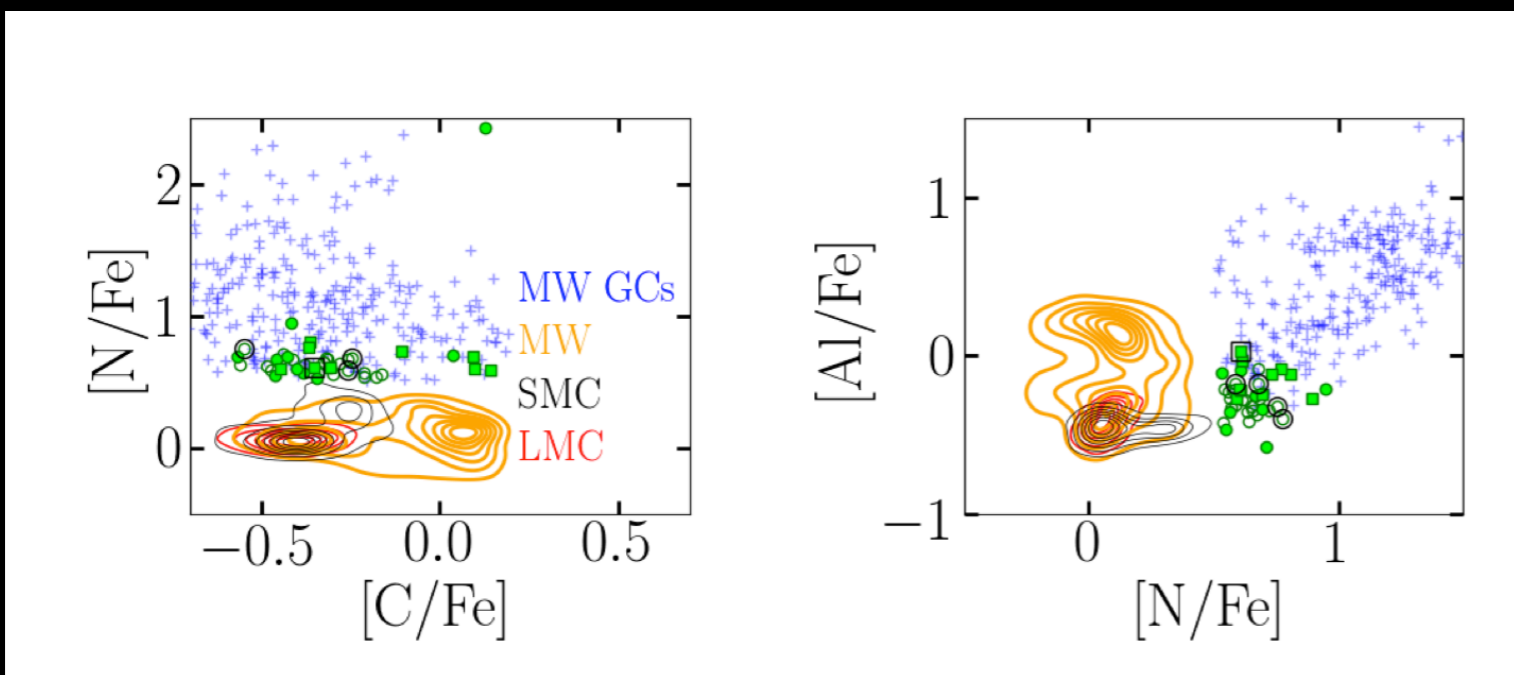 [N/Fe]
2
1
0
MW GCs
MW
SMC
LMC
−0.5 0.0 0.5
[C/Fe]
[Al/Fe]
1
0
−1
0 1
[N/Fe]